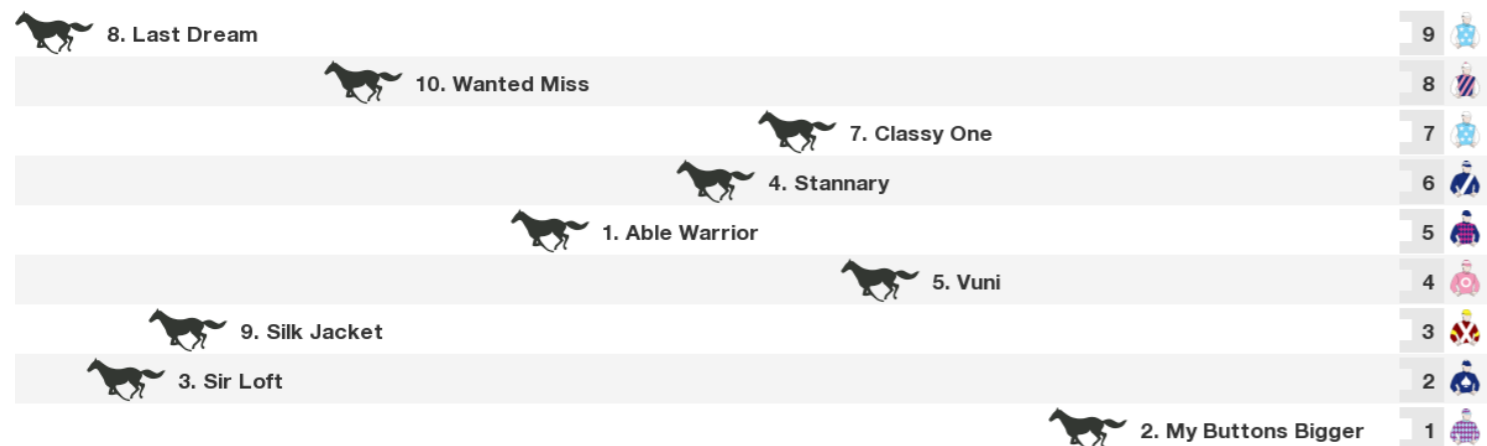 8. Last Dream 9
10. Wanted Miss 8
7. Classy One 7
4. Stannary 6
1. Able Warrior 5
5. Vuni 4
9. Silk Jacket 3
3. Sir Loft 2
2. My Buttons Bigger 1